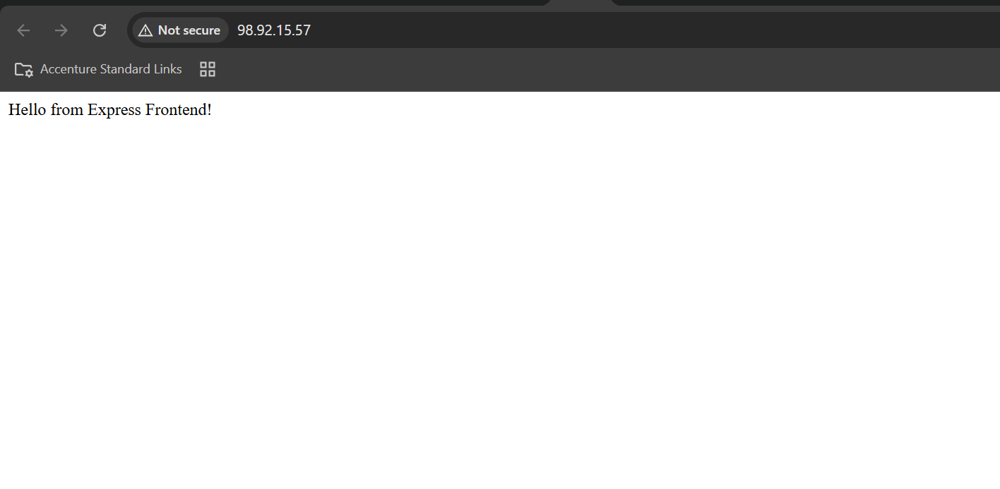 Not secure 98.92.15.57
Accenture Standard Links
Hello from Express Frontend!